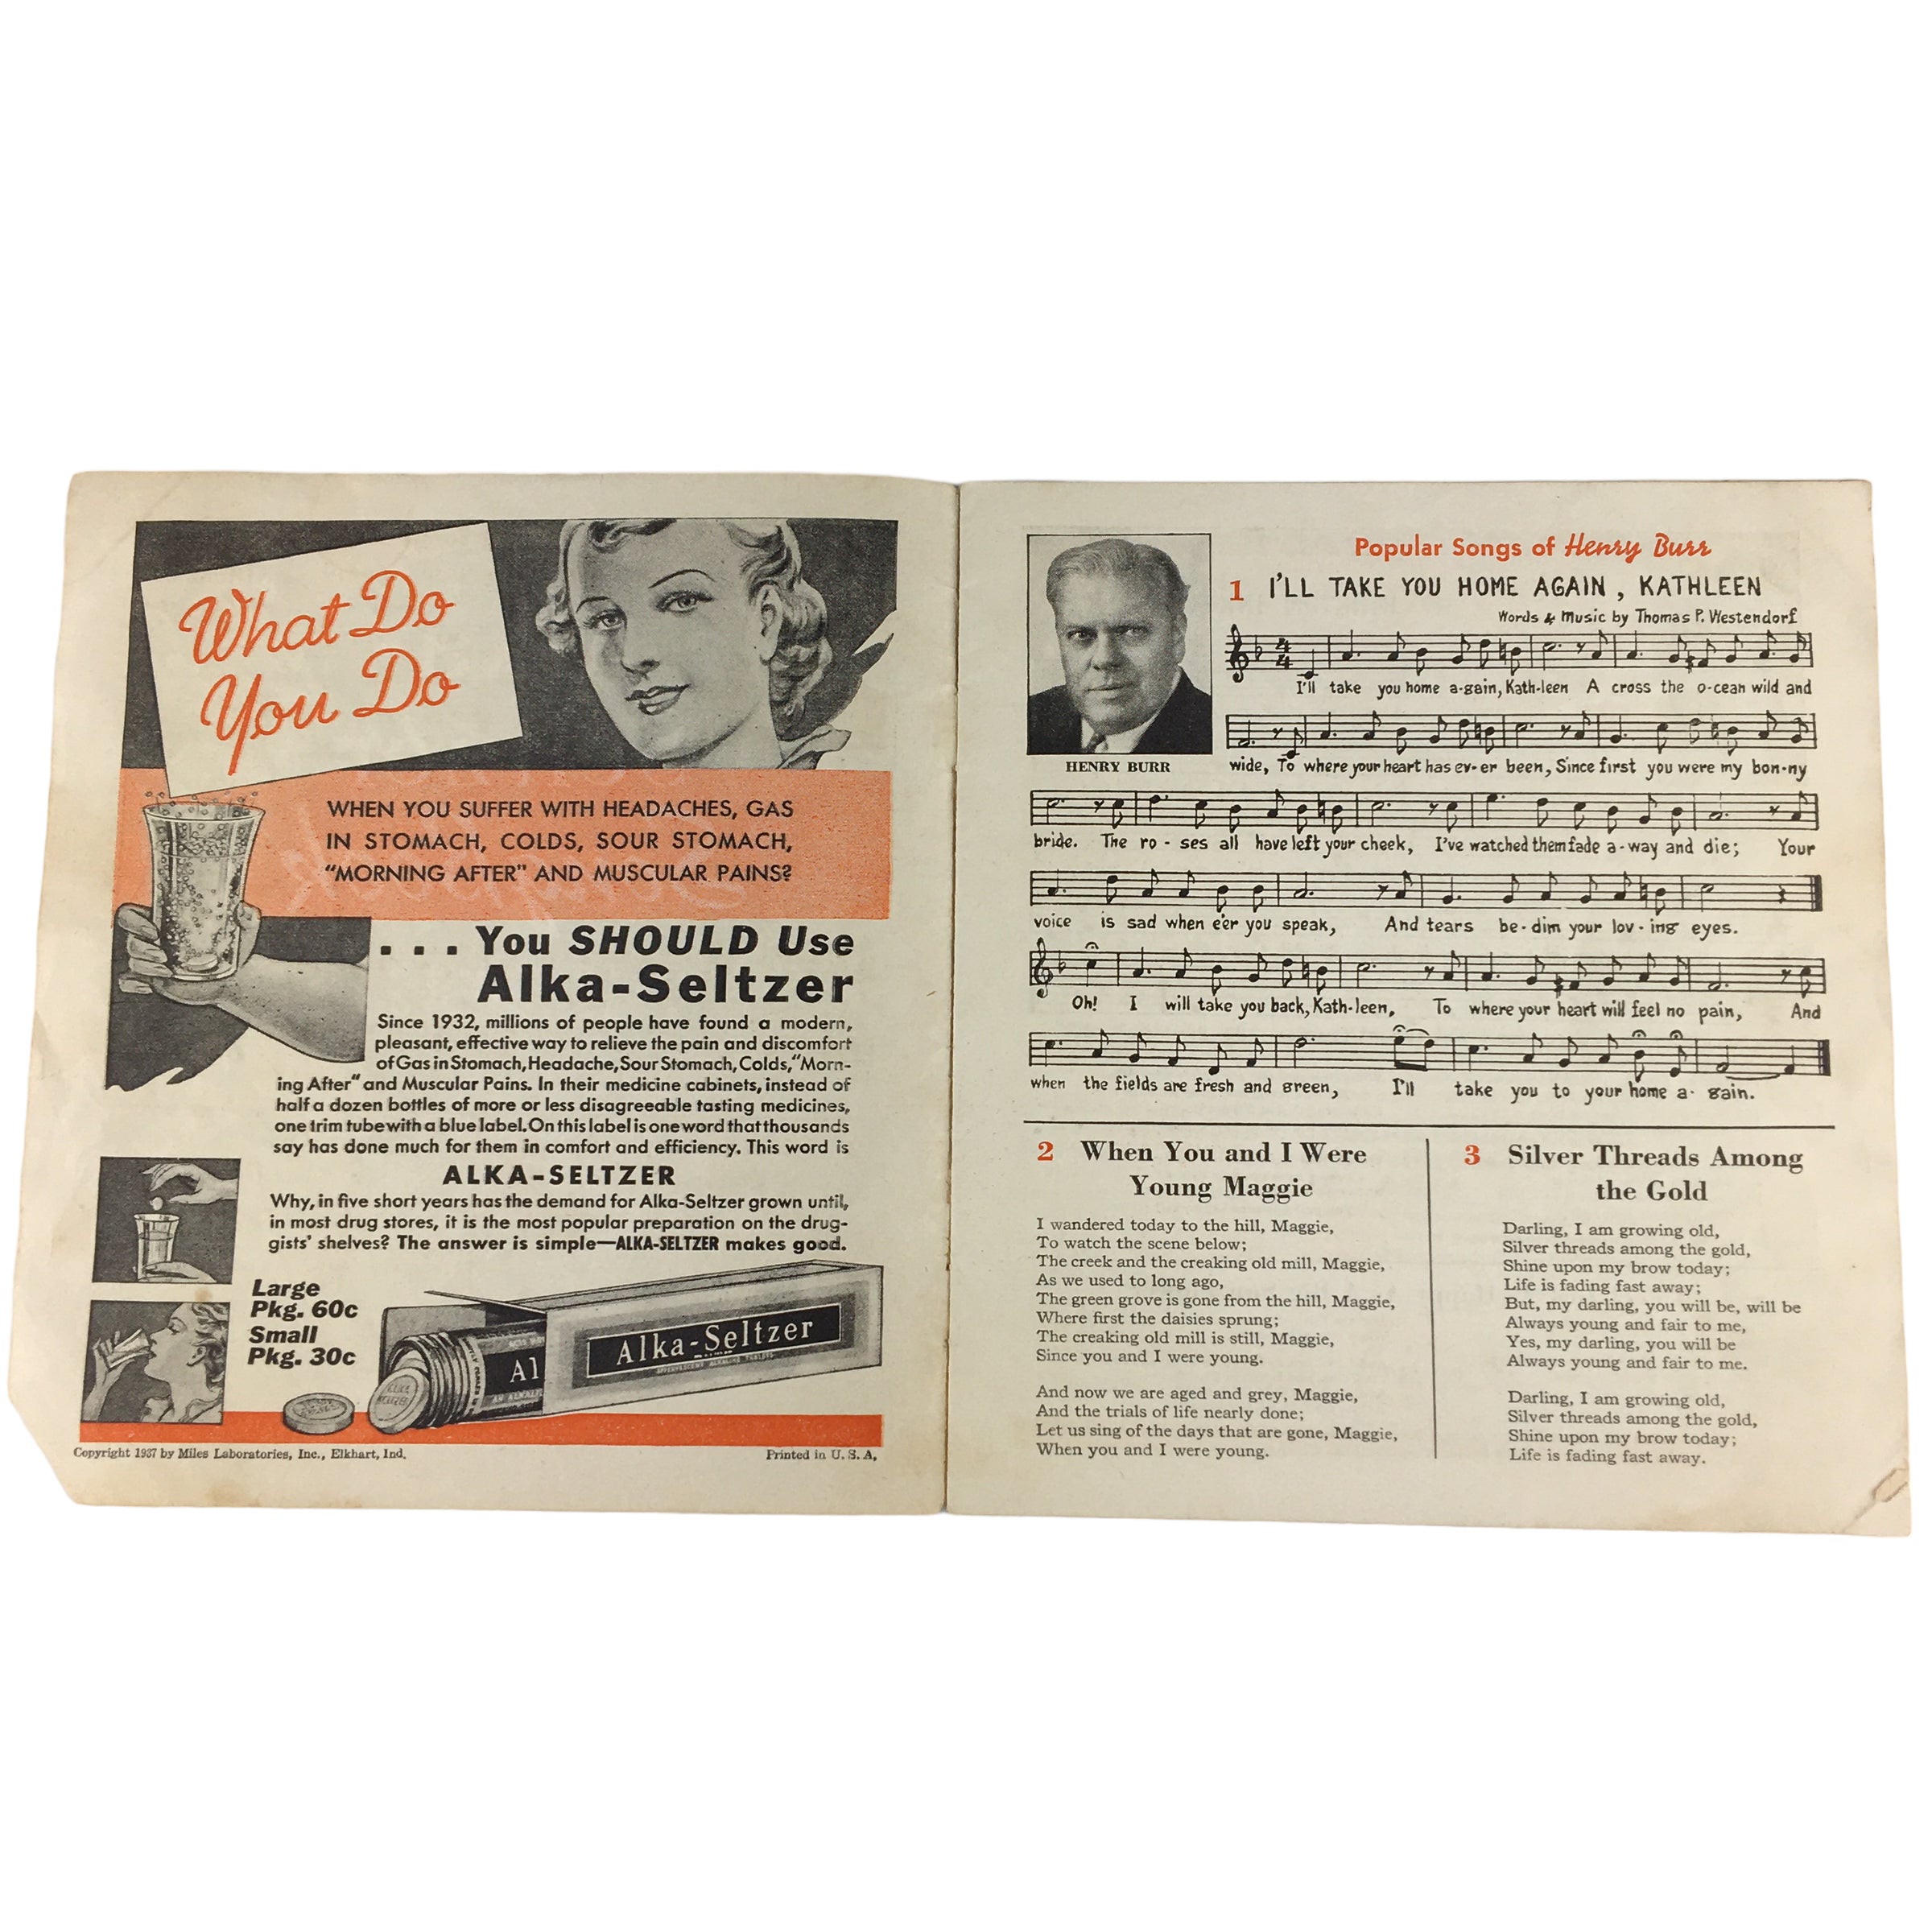 What Do
You Do
WHEN YOU SUFFER WITH HEADACHES, GAS
IN STOMACH, COLDS, SOUR STOMACH,
"MORNING AFTER" AND MUSCULAR PAINS?
. . . You SHOULD Use
Alka-Seltzer
Since 1932, millions of people have found a modern,
pleasant, effective way to relieve the pain and discomfort
of Gas in Stomach, Headache, Sour Stomach, Colds, "Morn-
ing After" and Muscular Pains. In their medicine cabinets, instead of
half a dozen bottles of more or less disagreeable tasting medicines,
one trim tube with a blue label. On this label is one word that thousands
say has done much for them in comfort and efficiency. This word is
ALKA-SELTZER
Why, in five short years has the demand for Alka-Seltzer grown until,
in most drug stores, it is the most popular preparation on the drug-
gists' shelves? The answer is simple—ALKA-SELTZER makes good.
Large
Pkg. 60c
Small
Pkg. 30c
Alka-Seltzer
Al
ALKA
SELTZER
Copyright 1937 by Miles Laboratories, Inc., Elkhart, Ind.
Printed in U. S. A.
HENRY BURR
Popular Songs of Henry Burr
1 I'LL TAKE YOU HOME AGAIN, KATHLEEN
Words & Music by Thomas P. Westendorf
4
4
I'll take you home a-gain, Kath-leen A cross the o-cean wild and
wide, To where your heart has ev-er been, Since first you were my bon-ny
bride. The ro - ses all have left your cheek, I've watched them fade a-way and die; Your
voice is sad when e'er you speak, And tears be-dim your lov-ing eyes.
Oh! I will take you back, Kath-leen, To where your heart will feel no pain, And
when the fields are fresh and green, I'll take you to your home a- gain.
2 When You and I Were
Young Maggie
I wandered today to the hill, Maggie,
To watch the scene below;
The creek and the creaking old mill, Maggie,
As we used to long ago,
The green grove is gone from the hill, Maggie,
Where first the daisies sprung;
The creaking old mill is still, Maggie,
Since you and I were young.
And now we are aged and grey, Maggie,
And the trials of life nearly done;
Let us sing of the days that are gone, Maggie,
When you and I were young.
3 Silver Threads Among
the Gold
Darling, I am growing old,
Silver threads among the gold,
Shine upon my brow today;
Life is fading fast away;
But, my darling, you will be, will be
Always young and fair to me,
Yes, my darling, you will be
Always young and fair to me.
Darling, I am growing old,
Silver threads among the gold,
Shine upon my brow today;
Life is fading fast away.